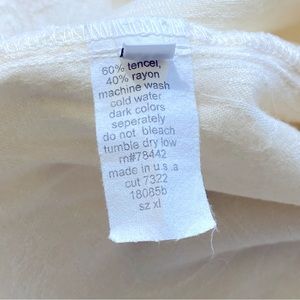 60% tencel,
40% rayon
machine wash
cold water
dark colors
seperately
do not bleach
tumble dry low
rn#78442
made in u.s.a
cut 7322
18085b
sz xl